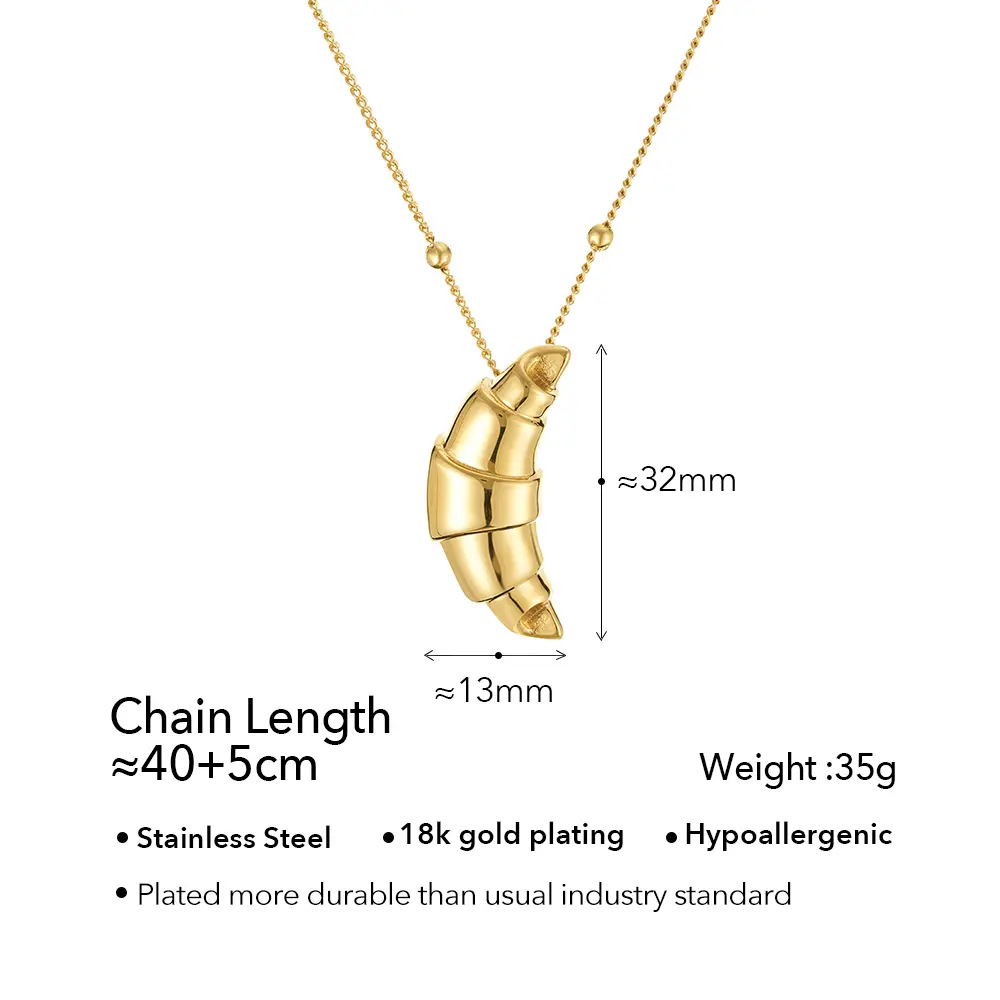 ≈32mm
≈13mm
Chain Length
≈40+5cm
Weight :35g
• Stainless Steel
• 18k gold plating
• Hypoallergenic
• Plated more durable than usual industry standard